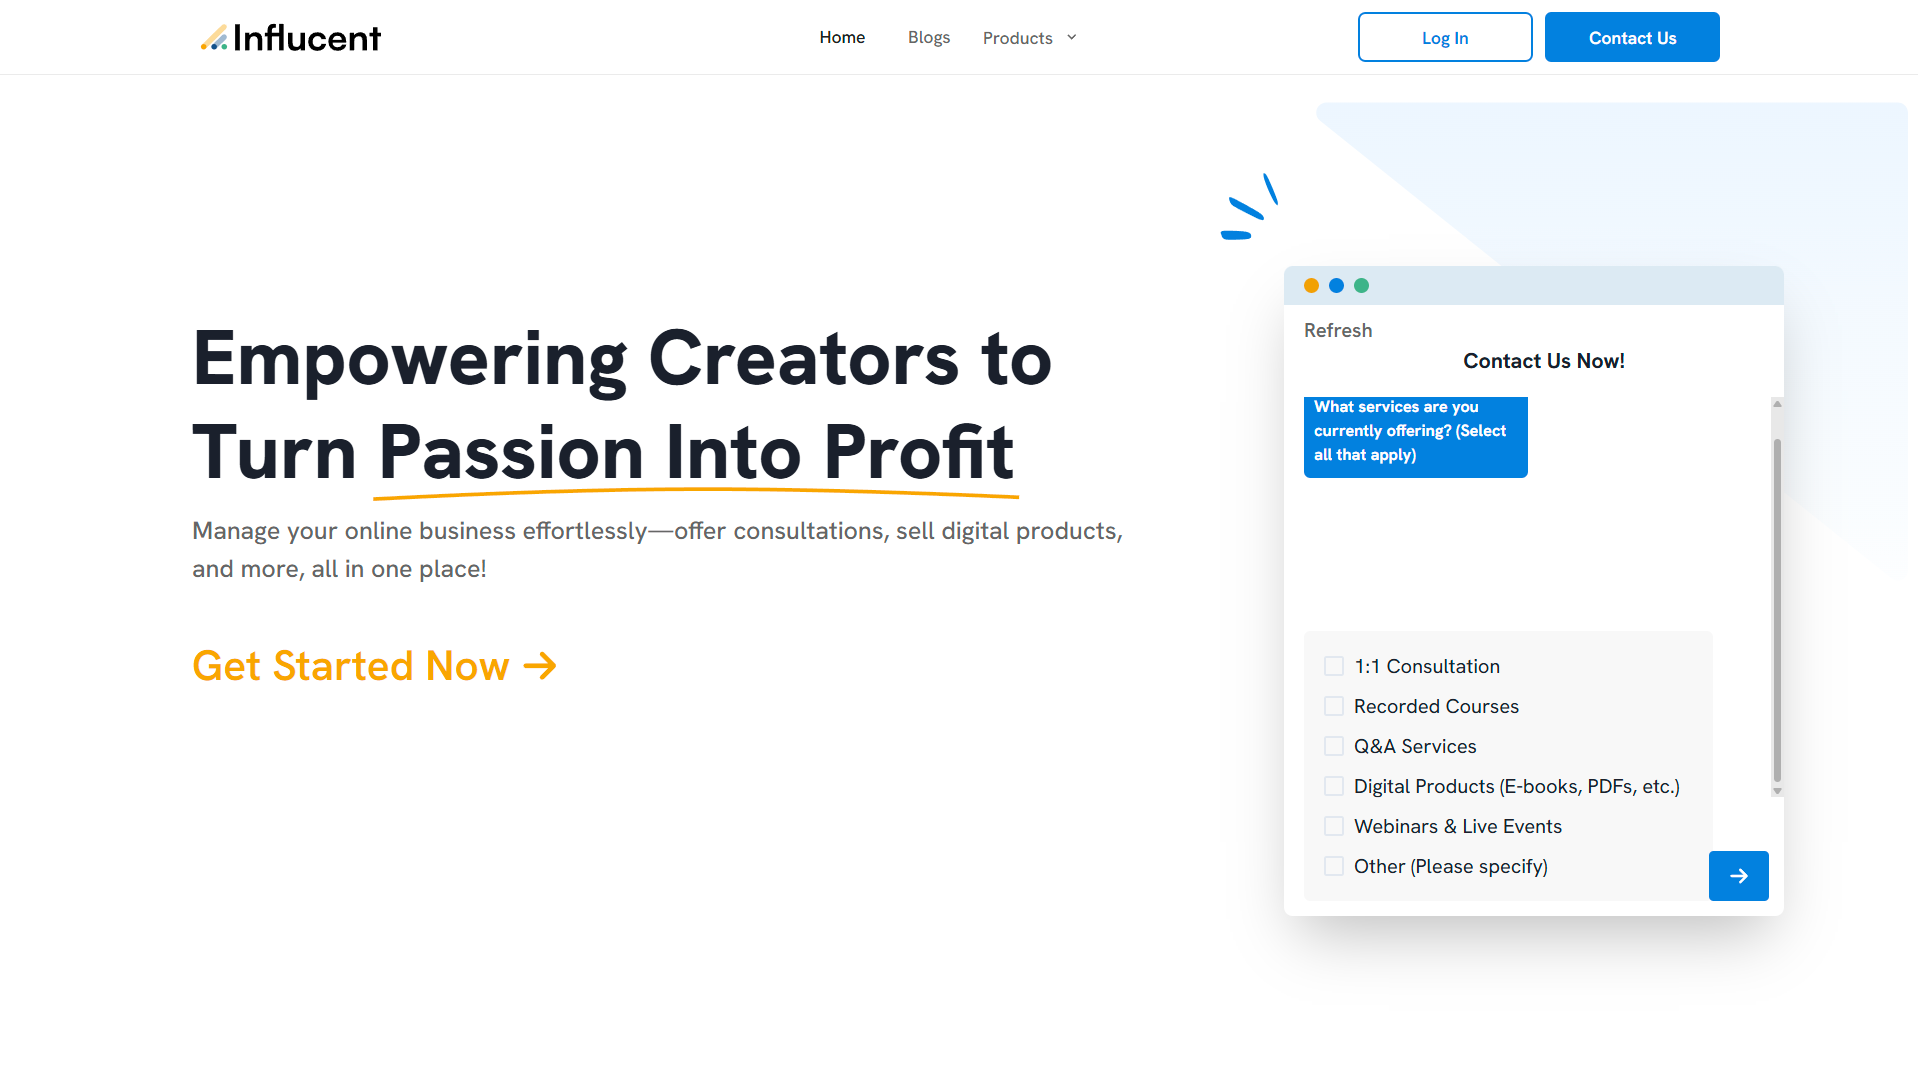 Influcent
Home
Blogs
Products
Log In
Contact Us
Empowering Creators to
Turn Passion Into Profit
Manage your online business effortlessly—offer consultations, sell digital products,
and more, all in one place!
Get Started Now →
Refresh
Contact Us Now!
What services are you
currently offering? (Select
all that apply)
1:1 Consultation
Recorded Courses
Q&A Services
Digital Products (E-books, PDFs, etc.)
Webinars & Live Events
Other (Please specify)